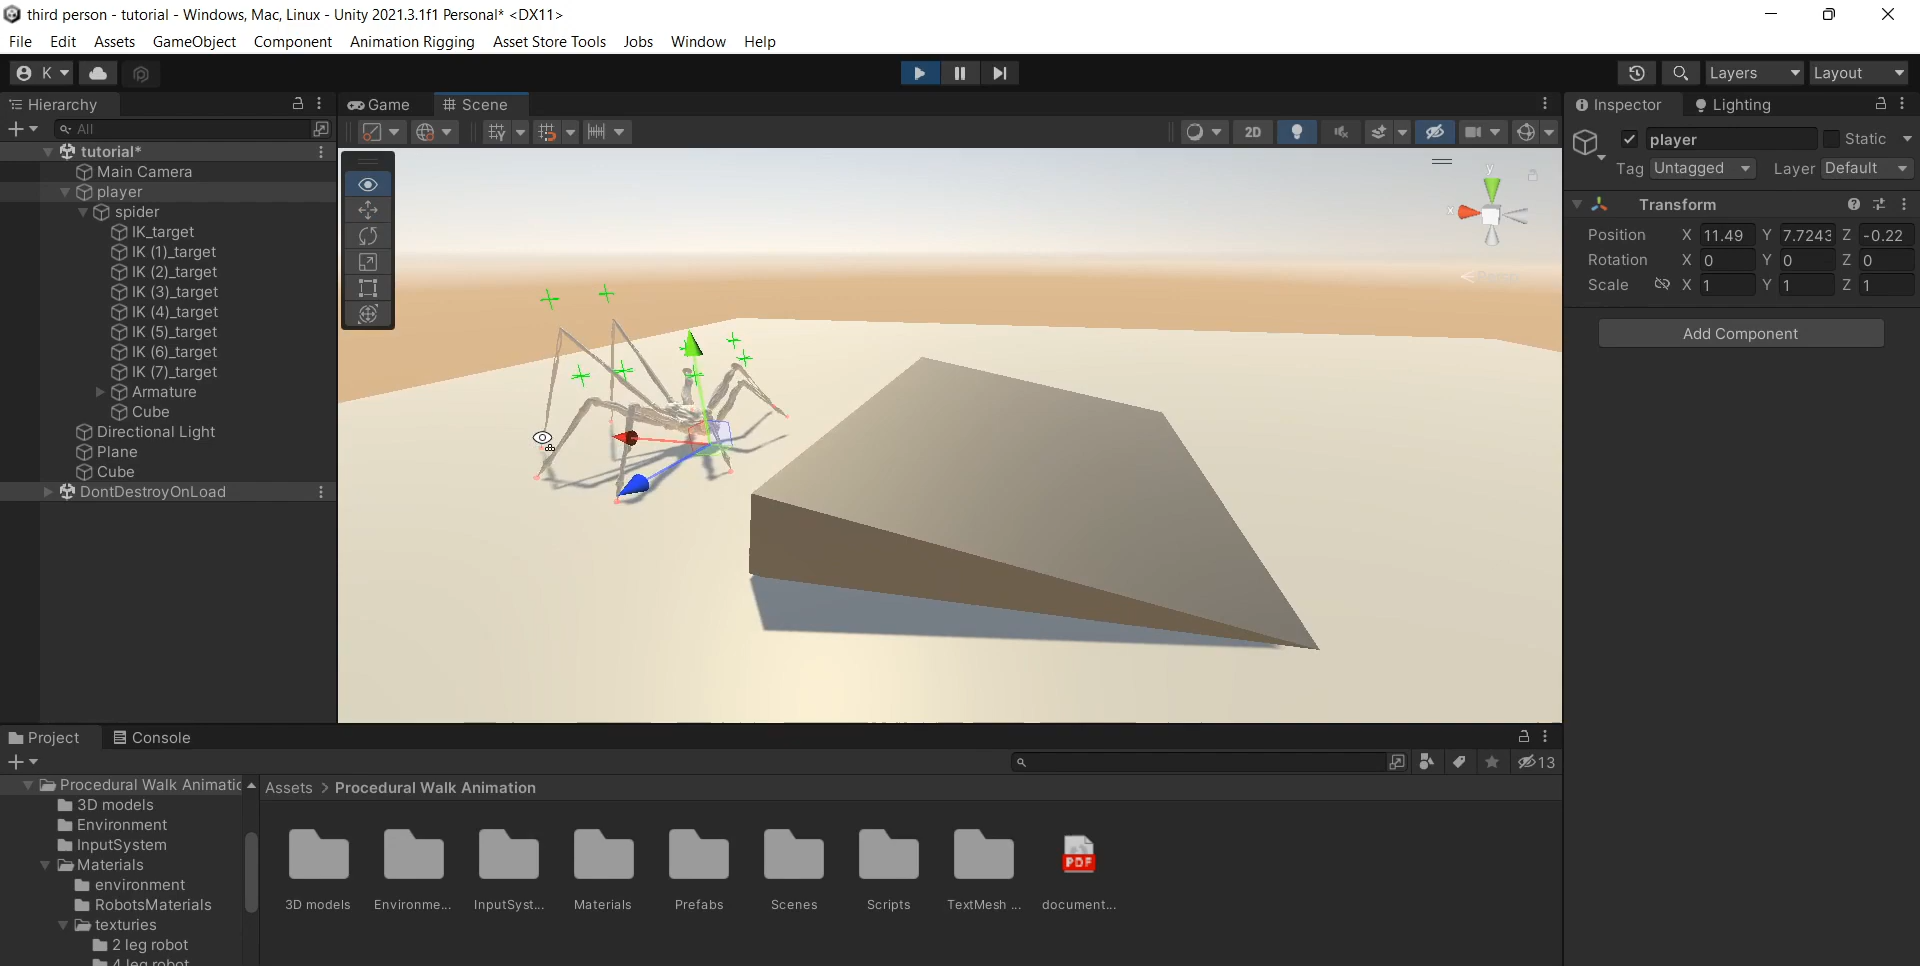 third person - tutorial - Windows, Mac, Linux - Unity 2021.3.1f1 Personal* <DX11>
File Edit Assets GameObject Component Animation Rigging Asset Store Tools Jobs Window Help
K
Layers
Layout
Hierarchy
All
tutorial*
Main Camera
player
spider
IK_target
IK (1)_target
IK (2)_target
IK (3)_target
IK (4)_target
IK (5)_target
IK (6)_target
IK (7)_target
Armature
Cube
Directional Light
Plane
Cube
DontDestroyOnLoad
Game
Scene
2D
y
x
Persp
Inspector
Lighting
player
Static
Tag Untagged Layer Default
Transform
Position X 11.49 Y 7.7243 Z -0.22
Rotation X 0 Y 0 Z 0
Scale X 1 Y 1 Z 1
Add Component
Project
Console
13
Procedural Walk Animatic
3D models
Environment
InputSystem
Materials
environment
RobotsMaterials
texturies
2 leg robot
4 leg robot
Assets > Procedural Walk Animation
PDF
3D models Environme... InputSyst... Materials Prefabs Scenes Scripts TextMesh ... document...